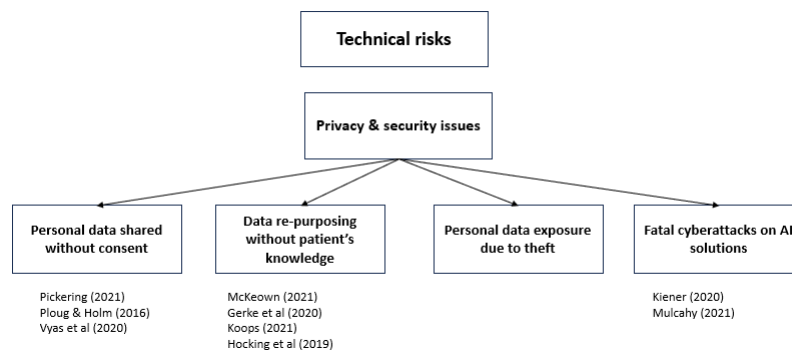 Technical risks
Privacy & security issues
Personal data shared
without consent
Data re-purposing
without patient's
knowledge
Personal data exposure
due to theft
Fatal cyberattacks on AI
solutions
Pickering (2021)
Ploug & Holm (2016)
Vyas et al (2020)
McKeown (2021)
Gerke et al (2020)
Koops (2021)
Hocking et al (2019)
Kiener (2020)
Mulcahy (2021)